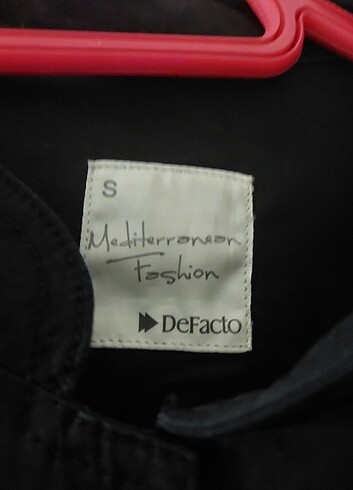 S
Mediterranean
Fashion
DeFacto